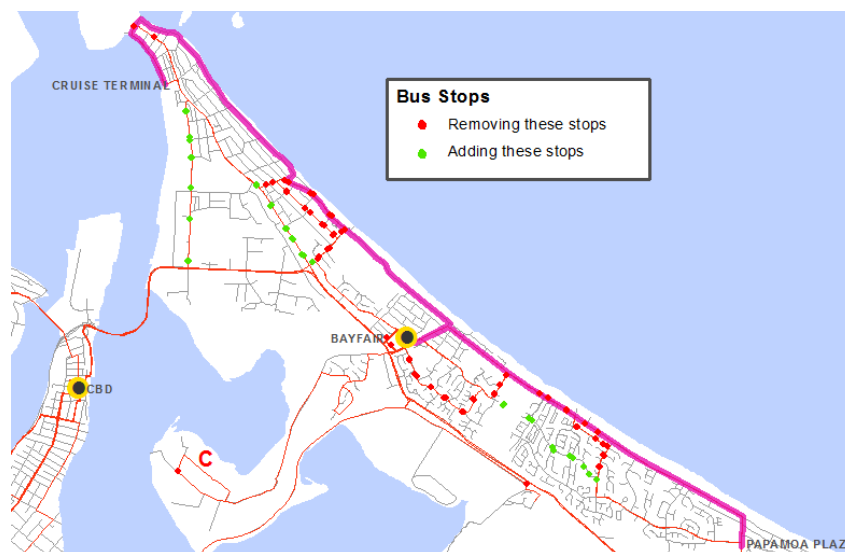 CRUISE TERMINAL
Bus Stops
Removing these stops
Adding these stops
BAYFAIR
CBD
C
PAPAMOA PLAZ